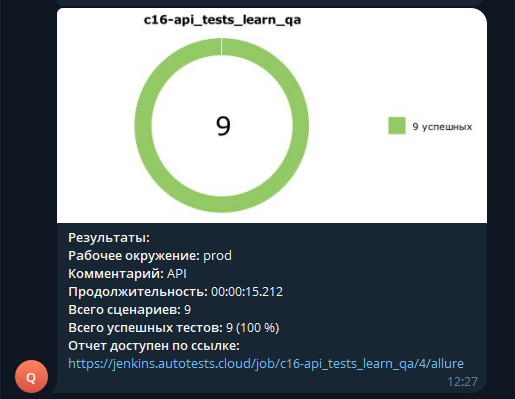 c16-api_tests_learn_qa
9
9 успешных
Результаты:
Рабочее окружение: prod
Комментарий: API
Продолжительность: 00:00:15.212
Всего сценариев: 9
Всего успешных тестов: 9 (100 %)
Отчет доступен по ссылке:
https://jenkins.autotests.cloud/job/c16-api_tests_learn_qa/4/allure
Q
12:27